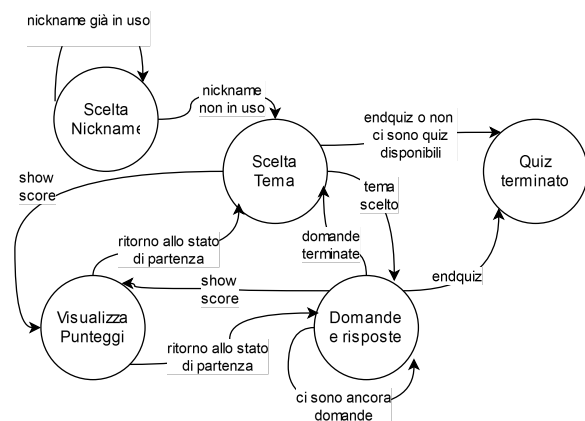 nickname già in uso
Scelta
Nickname
nickname
non in uso
Scelta
Tema
endquiz o non
ci sono quiz
disponibili
Quiz
terminato
show
score
tema
scelto
ritorno allo stato
di partenza
domande
terminate
show
score
endquiz
Visualizza
Punteggi
Domande
e risposte
ritorno allo stato
di partenza
ci sono ancora
domande